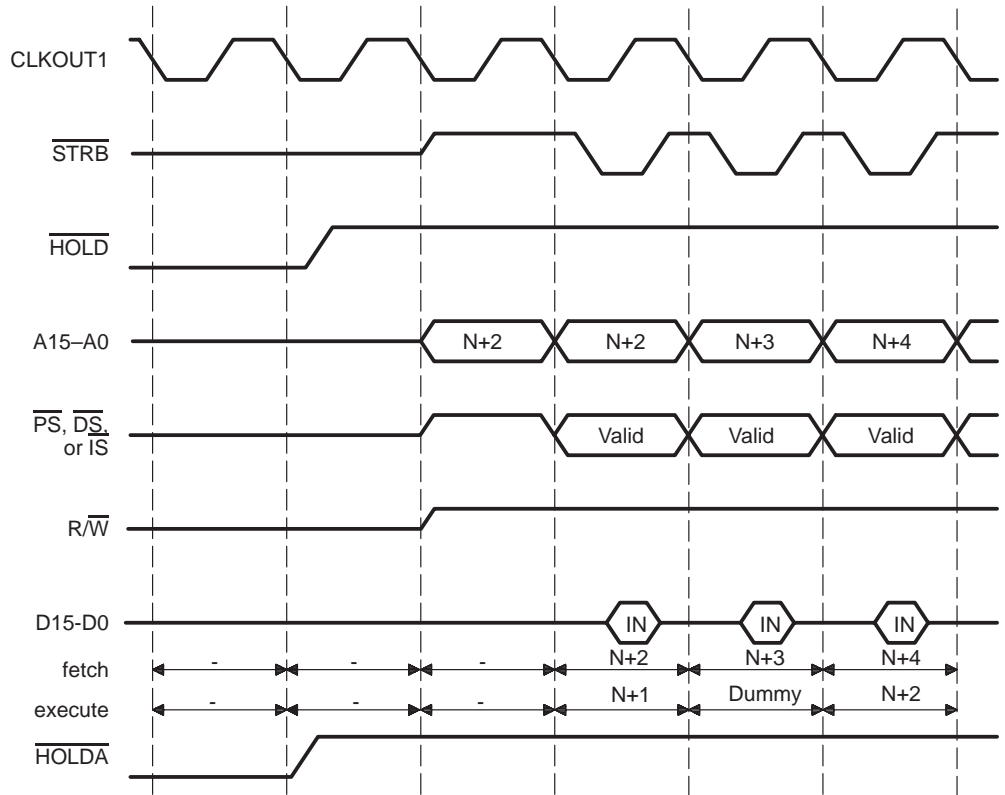 CLKOUT1
STRB
HOLD
A15–A0 N+2 N+2 N+3 N+4
PS, DS,
or IS Valid Valid Valid
R/W
D15-D0 IN IN IN
fetch - - - N+2 N+3 N+4
execute - - - N+1 Dummy N+2
HOLDA